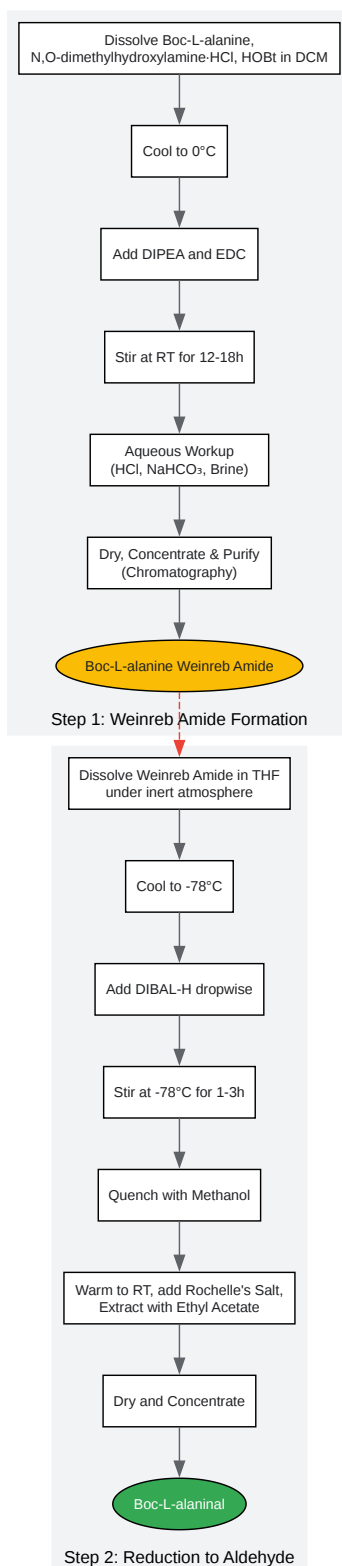 Dissolve Boc-L-alanine,
N,O-dimethylhydroxylamine·HCl, HOBt in DCM
Cool to 0°C
Add DIPEA and EDC
Stir at RT for 12-18h
Aqueous Workup
(HCl, NaHCO₃, Brine)
Dry, Concentrate & Purify
(Chromatography)
Boc-L-alanine Weinreb Amide
Step 1: Weinreb Amide Formation
Dissolve Weinreb Amide in THF
under inert atmosphere
Cool to -78°C
Add DIBAL-H dropwise
Stir at -78°C for 1-3h
Quench with Methanol
Warm to RT, add Rochelle's Salt,
Extract with Ethyl Acetate
Dry and Concentrate
Boc-L-alaninal
Step 2: Reduction to Aldehyde